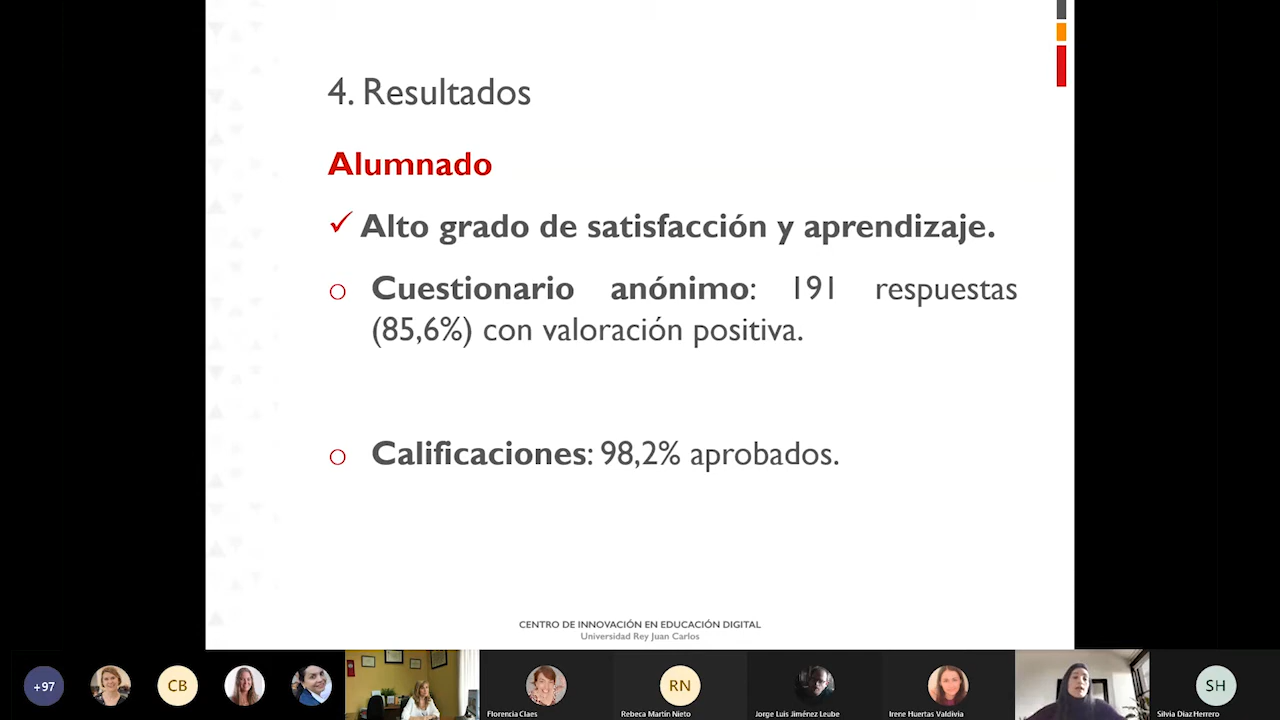 4. Resultados
Alumnado
✓ Alto grado de satisfacción y aprendizaje.
o Cuestionario anónimo: 191 respuestas
(85,6%) con valoración positiva.
o Calificaciones: 98,2% aprobados.
CENTRO DE INNOVACIÓN EN EDUCACIÓN DIGITAL
Universidad Rey Juan Carlos
+97
CB
RN
SH
Florencia Claes
Rebeca Martín Nieto
Jorge Luis Jiménez Leube
Irene Huertas Valdivia
Silvia Díaz Herrero